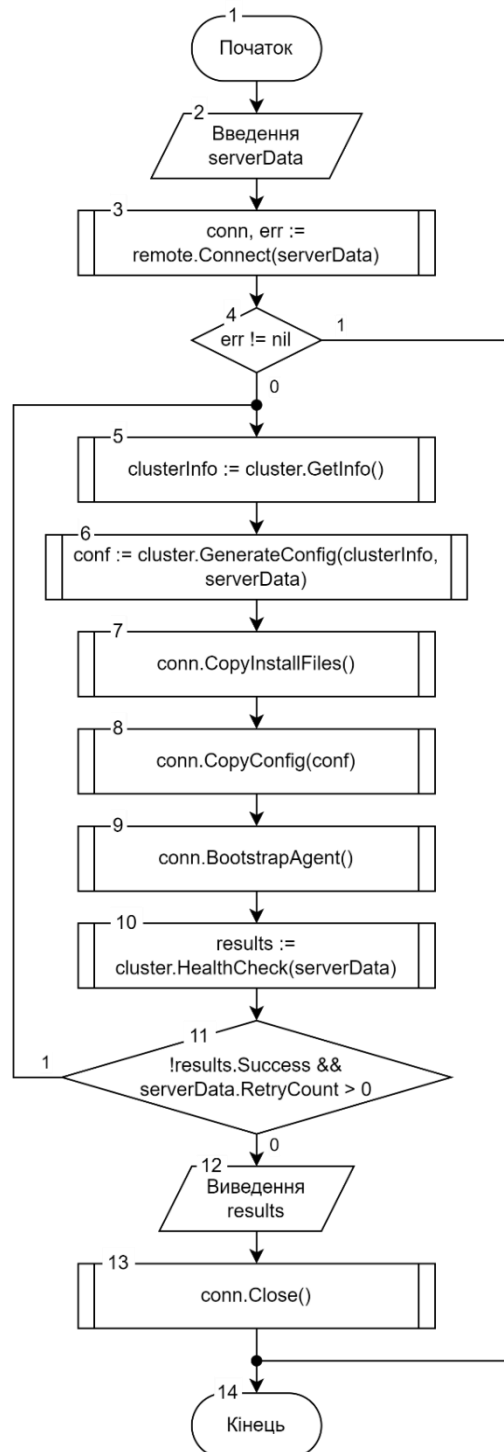 1
Початок
2
Введення
serverData
3
conn, err :=
remote.Connect(serverData)
4
err != nil
1
0
5
clusterInfo := cluster.GetInfo()
6
conf := cluster.GenerateConfig(clusterInfo,
serverData)
7
conn.CopyInstallFiles()
8
conn.CopyConfig(conf)
9
conn.BootstrapAgent()
10
results :=
cluster.HealthCheck(serverData)
11
1
!results.Success &&
serverData.RetryCount > 0
0
12
Виведення
results
13
conn.Close()
14
Кінець